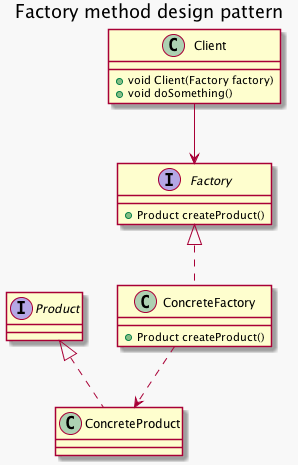 Factory method design pattern
C Client
void Client(Factory factory)
void doSomething()
I Factory
Product createProduct()
C ConcreteFactory
Product createProduct()
I Product
C ConcreteProduct